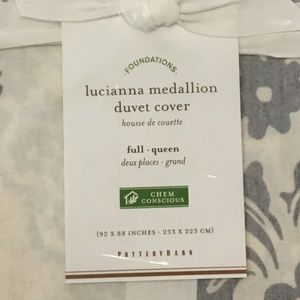 ·FOUNDATIONS·
lucianna medallion
duvet cover
housse de couette
full · queen
deux places · grand
CHEM
CONSCIOUS
(92 X 88 INCHES · 233 X 223 CM)
POTTERYBARN